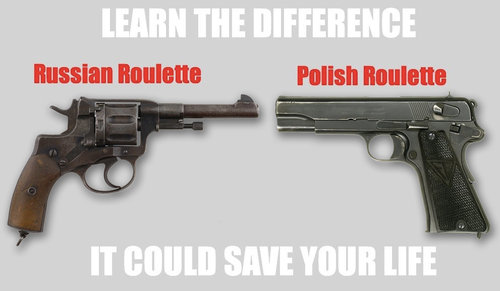 LEARN THE DIFFERENCE
Russian Roulette
Polish Roulette
IT COULD SAVE YOUR LIFE